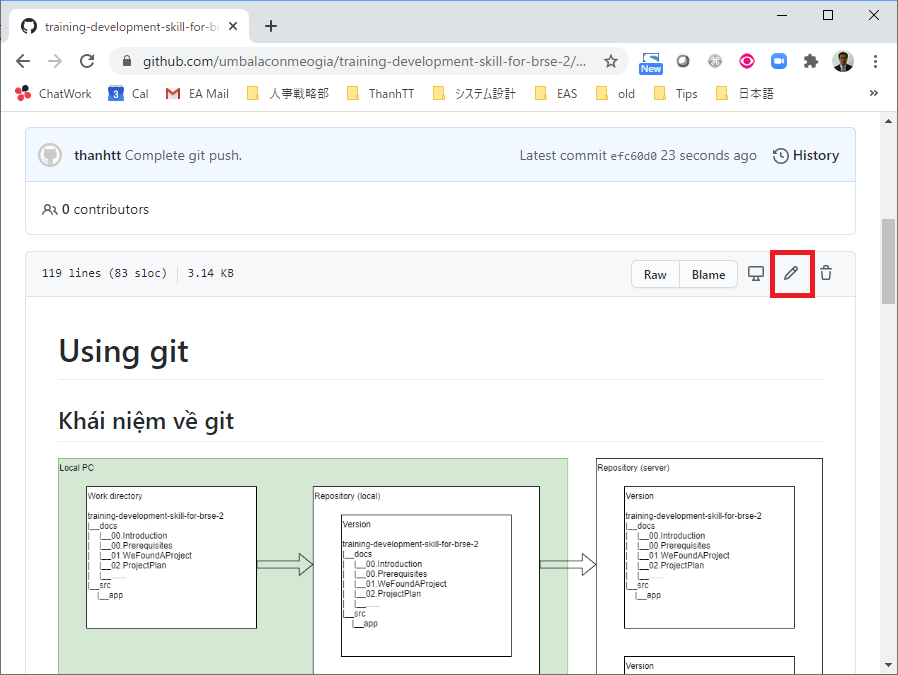 training-development-skill-for-b
github.com/umbalaconmeogia/training-development-skill-for-brse-2/...
New
ChatWork
3
Cal
EA Mail
人事戦略部
ThanhTT
システム設計
EAS
old
Tips
日本語
»
thanhtt Complete git push.
Latest commit efc60d0 23 seconds ago
History
0 contributors
119 lines (83 sloc)
3.14 KB
Raw
Blame
Using git
Khái niệm về git
Local PC
Work directory
training-development-skill-for-brse-2
|__docs
| |__00.Introduction
| |__00.Prerequisites
| |__01.WeFoundAProject
| |__02.ProjectPlan
| |__......
|__src
|__app
Repository (local)
Version
training-development-skill-for-brse-2
|__docs
| |__00.Introduction
| |__00.Prerequisites
| |__01.WeFoundAProject
| |__02.ProjectPlan
| |__......
|__src
|__app
Repository (server)
Version
training-development-skill-for-brse-2
|__docs
| |__00.Introduction
| |__00.Prerequisites
| |__01.WeFoundAProject
| |__02.ProjectPlan
| |__......
|__src
|__app
Version